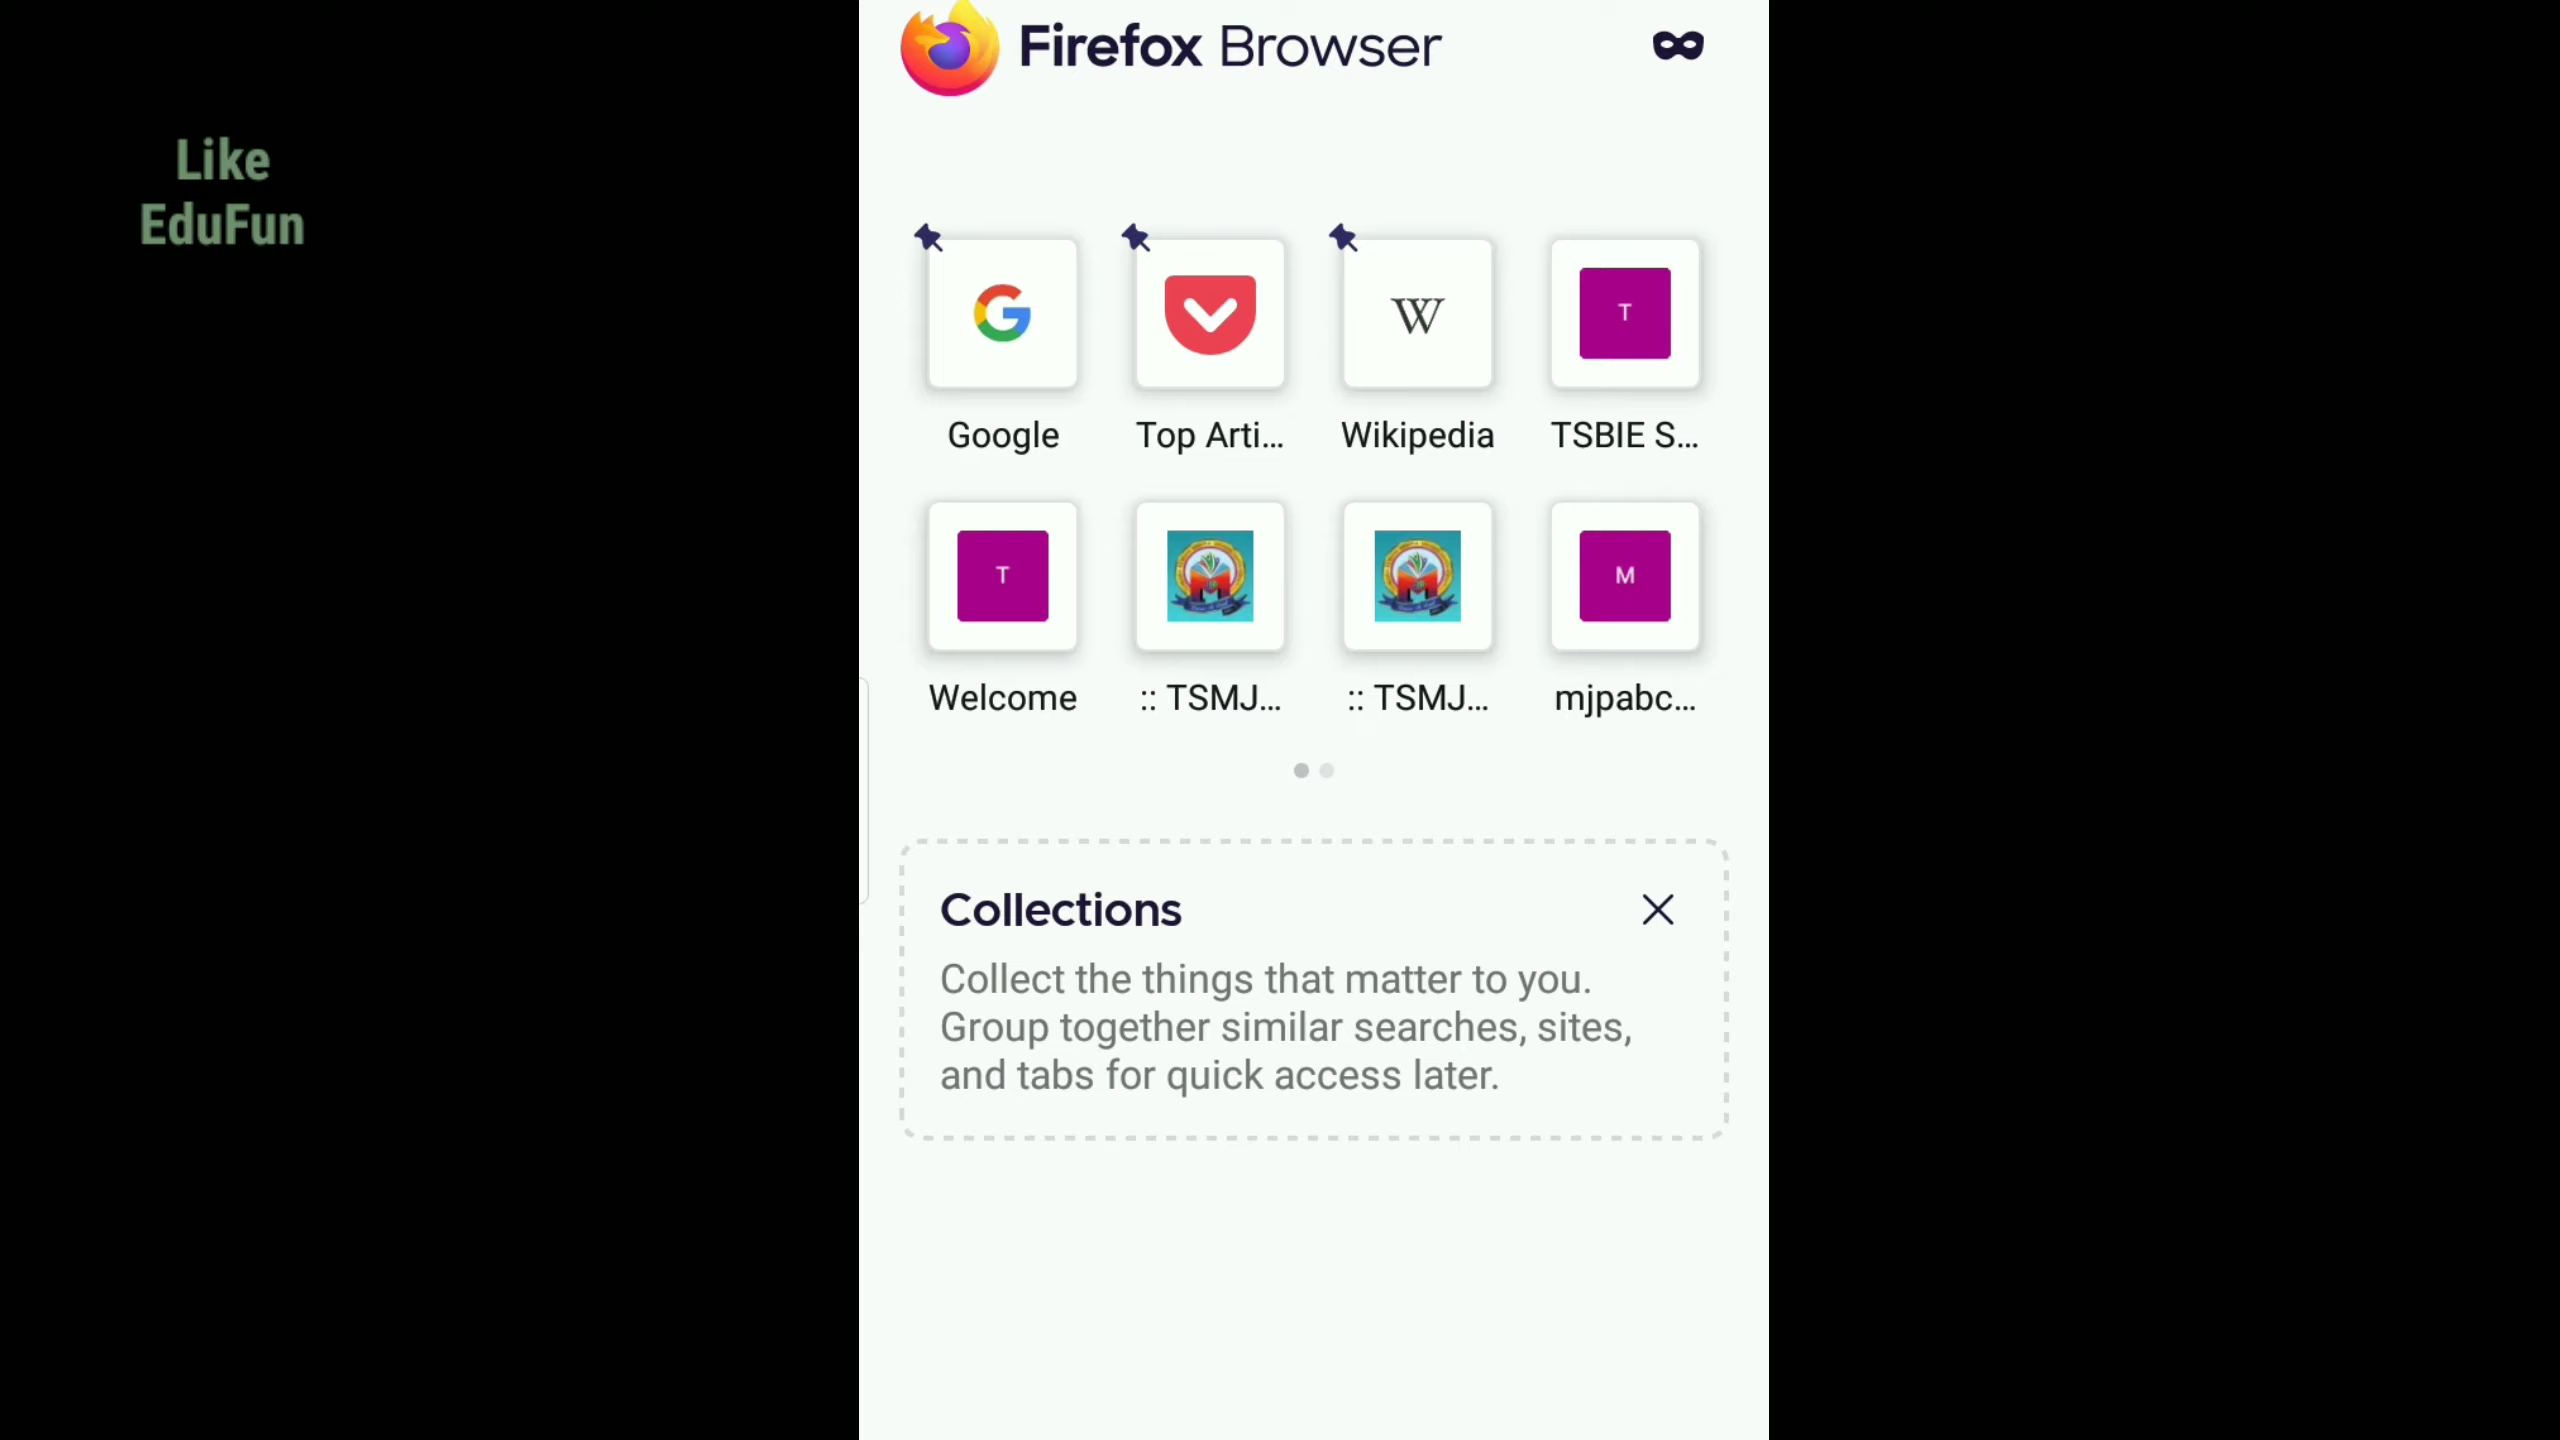 Like
EduFun
Firefox Browser
Google
Top Arti...
Wikipedia
T
TSBIE S...
T
Welcome
:: TSMJ...
:: TSMJ...
M
mjpabc...
Collections
Collect the things that matter to you.
Group together similar searches, sites,
and tabs for quick access later.